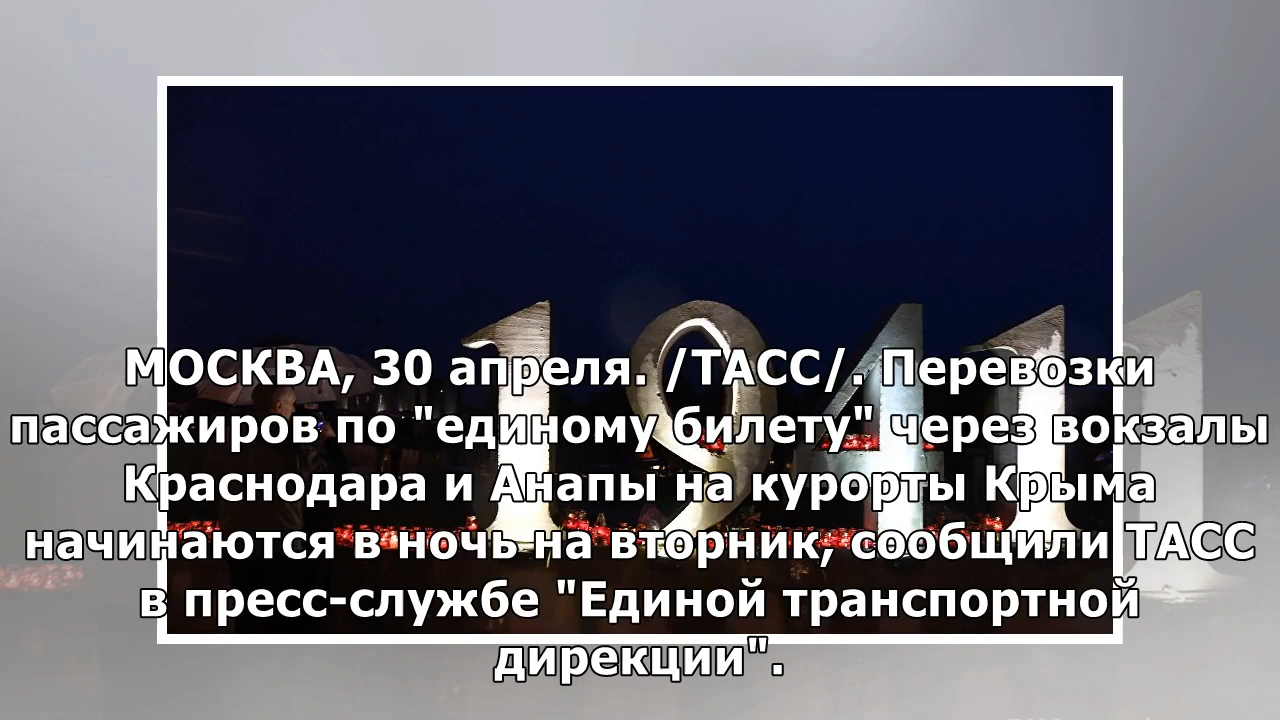 1941
МОСКВА, 30 апреля. /ТАСС/. Перевозки
пассажиров по "единому билету" через вокзалы
Краснодара и Анапы на курорты Крыма
начинаются в ночь на вторник, сообщили ТАСС
в пресс-службе "Единой транспортной
дирекции".